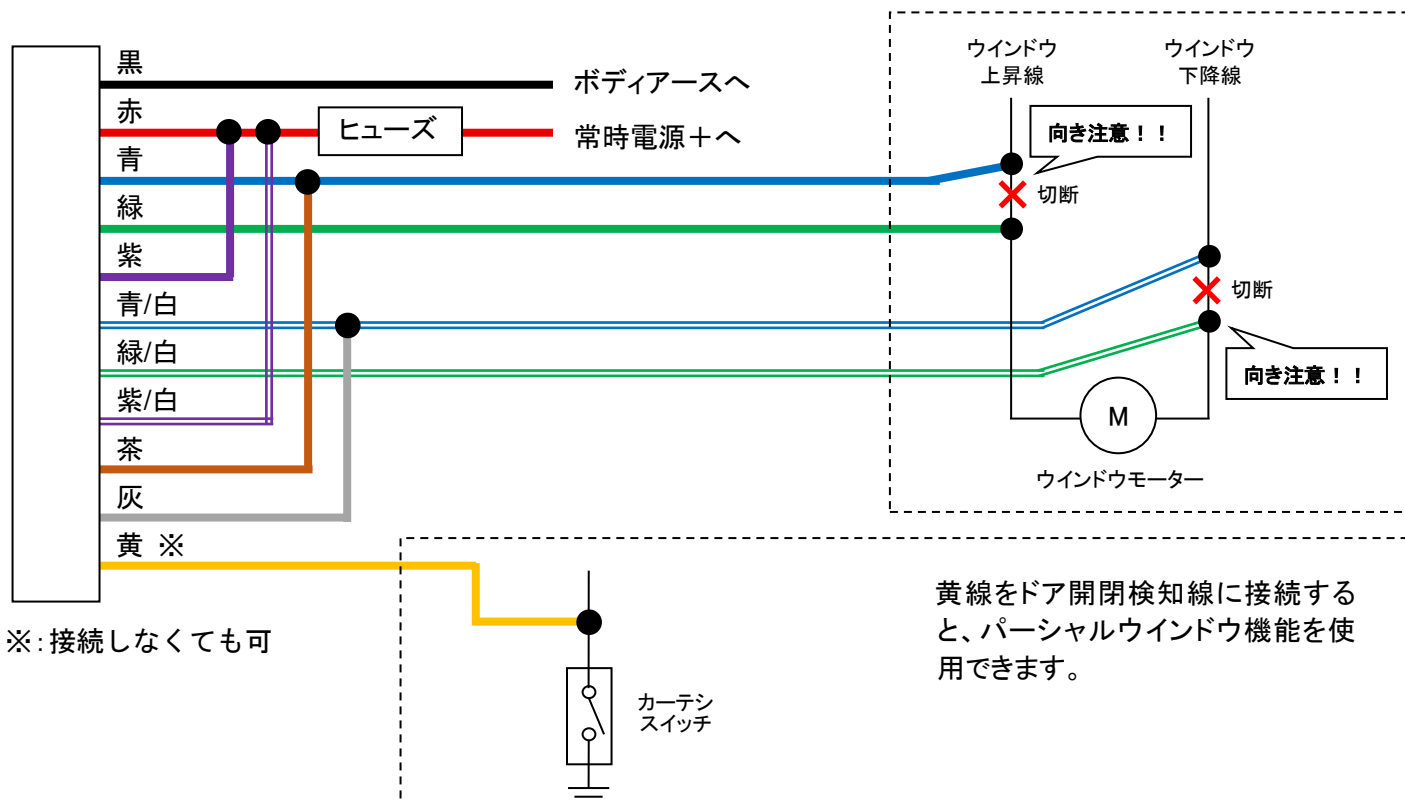 黒
ボディアースへ
赤
ヒューズ
常時電源＋へ
青
緑
紫
青/白
緑/白
紫/白
茶
灰
黄 ※
※：接続しなくても可
ウインドウ
上昇線
ウインドウ
下降線
向き注意！！
切断
切断
向き注意！！
M
ウインドウモーター
カーテシ
スイッチ
黄線をドア開閉検知線に接続する
と、パーシャルウインドウ機能を使
用できます。